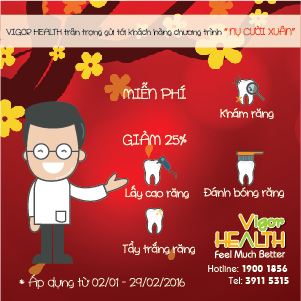 VIGOR HEALTH trân trọng gửi tới khách hàng chương trình "NỤ CƯỜI XUÂN"
MIỄN PHÍ
Khám răng
GIẢM 25%
Lấy cao răng
Đánh bóng răng
Tẩy trắng răng
Vigor
HEALTH
Feel Much Better
Hotline: 1900 1856
Tel: 3911 5315
* Áp dụng từ 02/01 - 29/02/2016